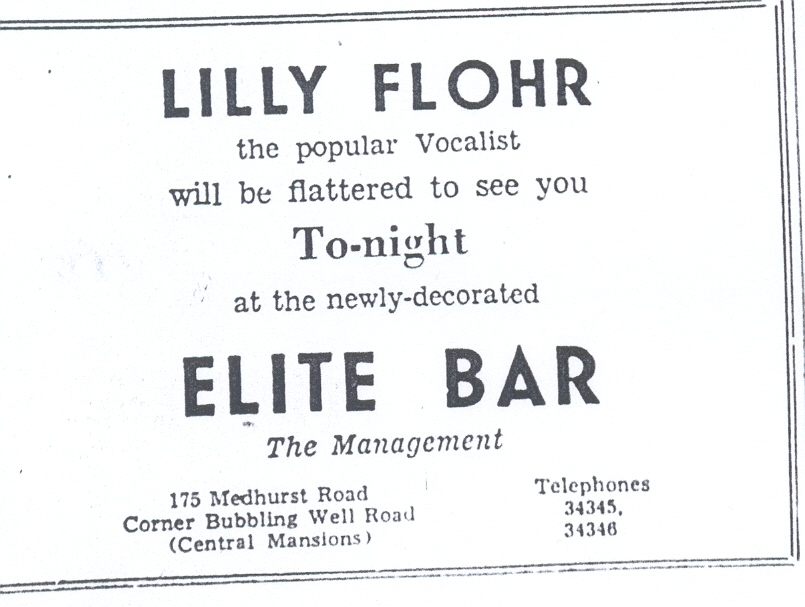 LILLY FLOHR
the popular Vocalist
will be flattered to see you
To-night
at the newly-decorated
ELITE BAR
The Management
175 Medhurst Road
Corner Bubbling Well Road
(Central Mansions)
Telephones
34345,
34346